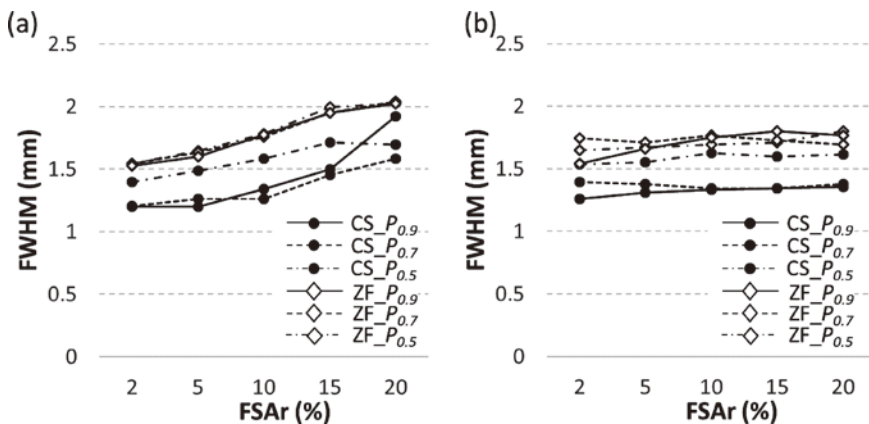 (a)
2.5
2
1.5
1
0.5
0
FWHM (mm)
2 5 10 15 20
FSAr (%)
CS_P0.9
CS_P0.7
CS_P0.5
ZF_P0.9
ZF_P0.7
ZF_P0.5
(b)
2.5
2
1.5
1
0.5
0
FWHM (mm)
2 5 10 15 20
FSAr (%)
CS_P0.9
CS_P0.7
CS_P0.5
ZF_P0.9
ZF_P0.7
ZF_P0.5